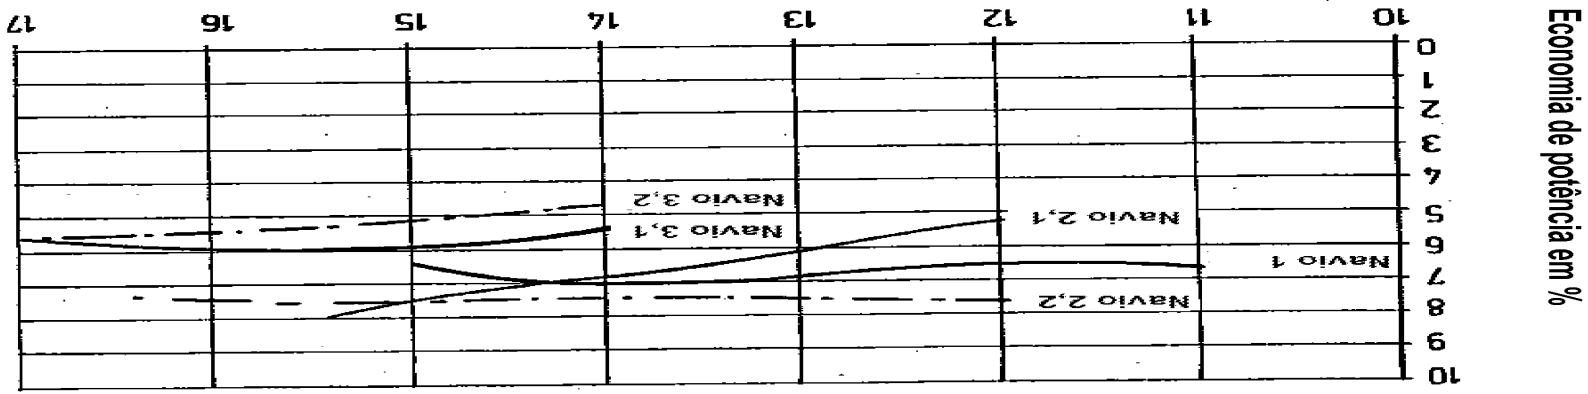 Economia de potência em %
10
9
8
7
6
5
4
3
2
1
0
Navio 2,2
Navio 1
Navio 3,1
Navio 2,1
Navio 3,2
10 11 12 13 14 15 16 17